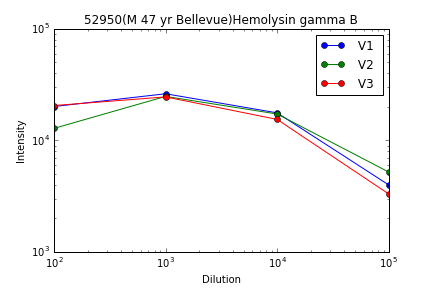 52950(M 47 yr Bellevue)Hemolysin gamma B
10^5
10^4
10^3
Intensity
V1
V2
V3
10^2 10^3 10^4 10^5
Dilution